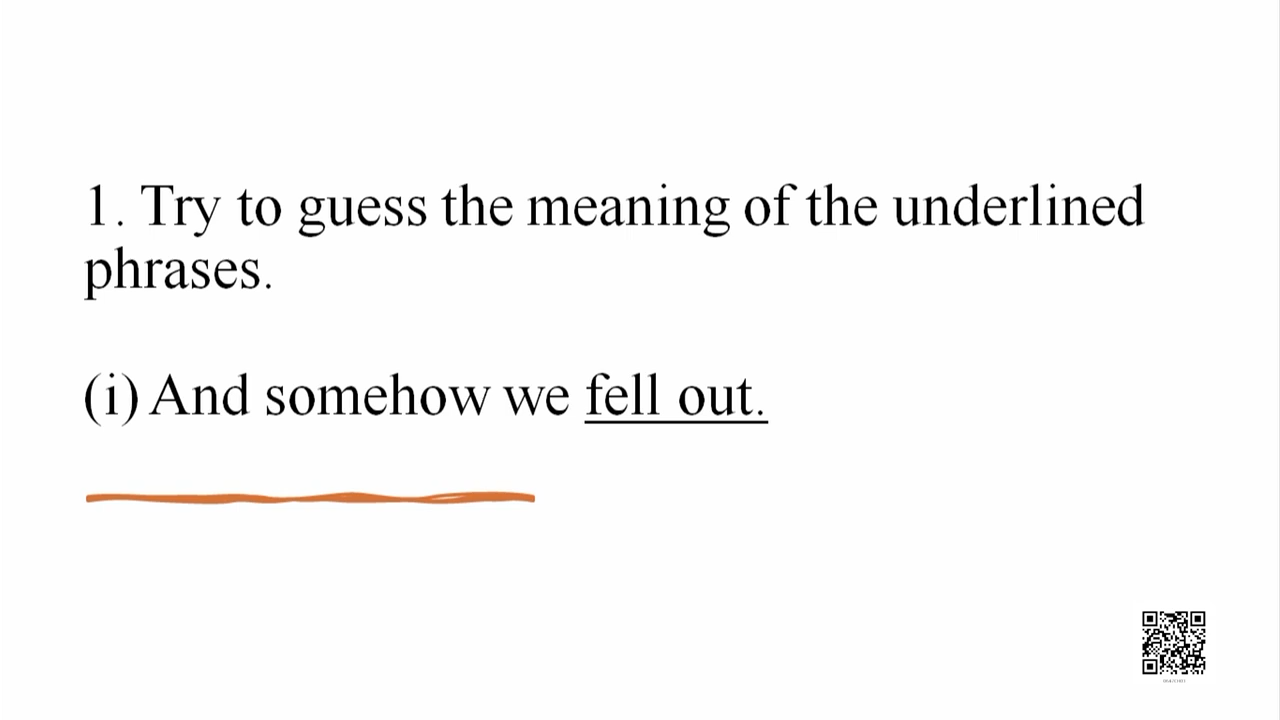 1. Try to guess the meaning of the underlined
phrases.
(i) And somehow we fell out.